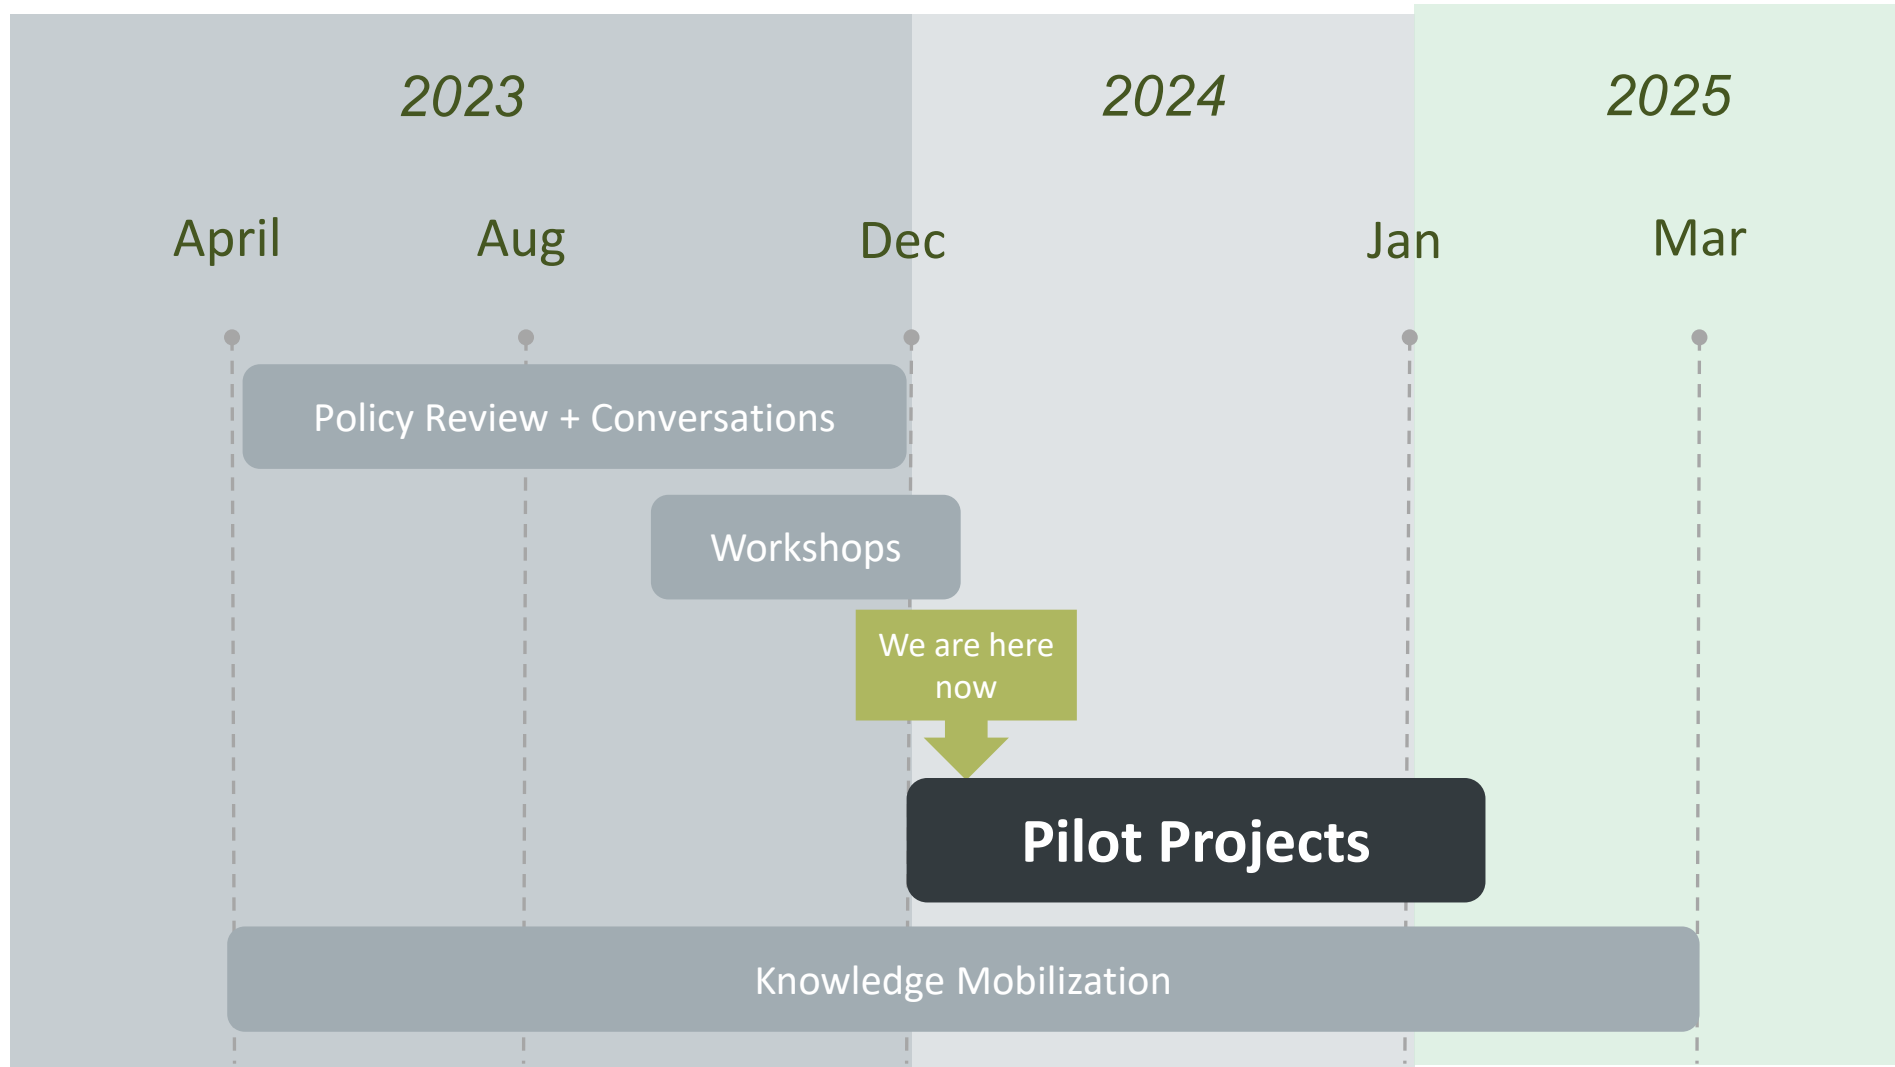 2023
2024
2025
April
Aug
Dec
Jan
Mar
Policy Review + Conversations
Workshops
We are here
now
Pilot Projects
Knowledge Mobilization